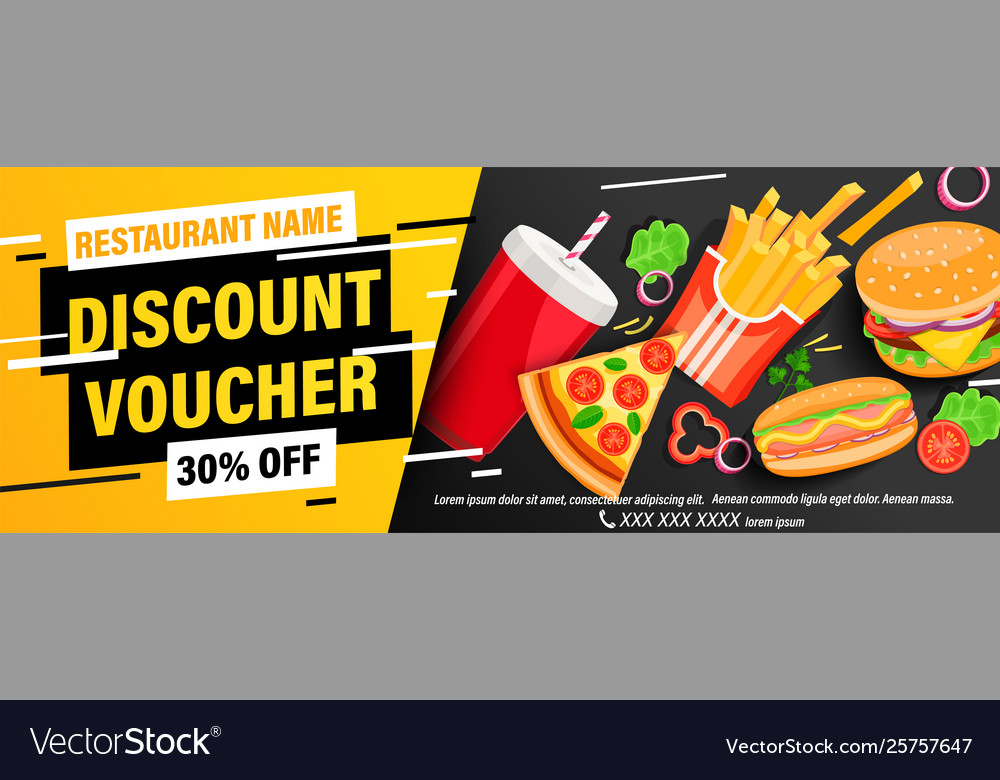 RESTAURANT NAME
DISCOUNT
VOUCHER
30% OFF
Lorem ipsum dolor sit amet, consectetuer adipiscing elit. Aenean commodo ligula eget dolor. Aenean massa.
XXX XXX XXXX lorem ipsum
VectorStock®
VectorStock.com/25757647